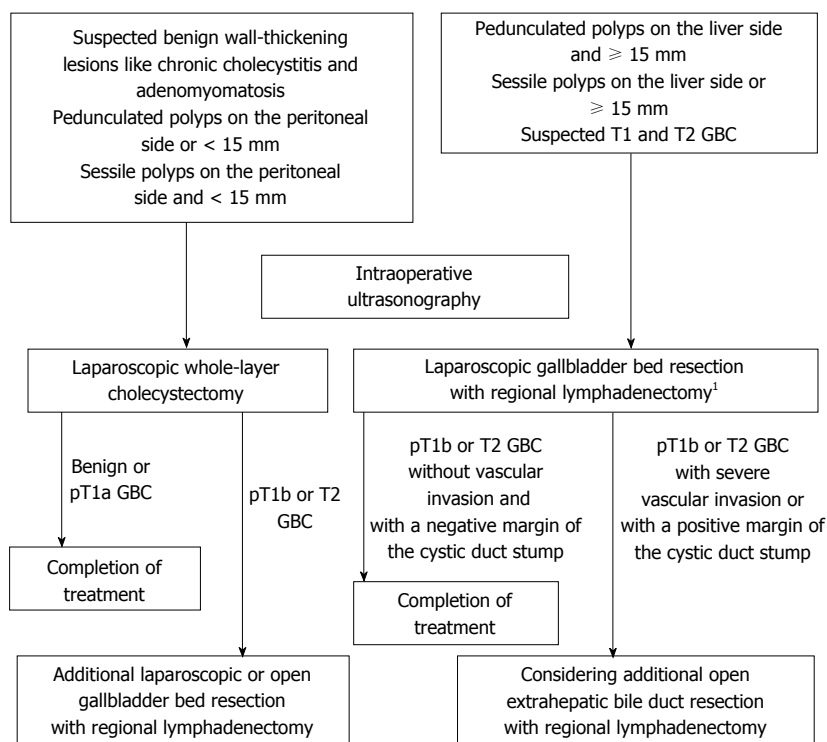 Suspected benign wall-thickening
lesions like chronic cholecystitis and
adenomyomatosis
Pedunculated polyps on the peritoneal
side or < 15 mm
Sessile polyps on the peritoneal
side and < 15 mm
Pedunculated polyps on the liver side
and ≥ 15 mm
Sessile polyps on the liver side or
≥ 15 mm
Suspected T1 and T2 GBC
Intraoperative
ultrasonography
Laparoscopic whole-layer
cholecystectomy
Laparoscopic gallbladder bed resection
with regional lymphadenectomy¹
Benign or
pT1a GBC
pT1b or T2
GBC
pT1b or T2 GBC
without vascular
invasion and
with a negative margin of
the cystic duct stump
pT1b or T2 GBC
with severe
vascular invasion or
with a positive margin of
the cystic duct stump
Completion of
treatment
Completion of
treatment
Additional laparoscopic or open
gallbladder bed resection
with regional lymphadenectomy
Considering additional open
extrahepatic bile duct resection
with regional lymphadenectomy